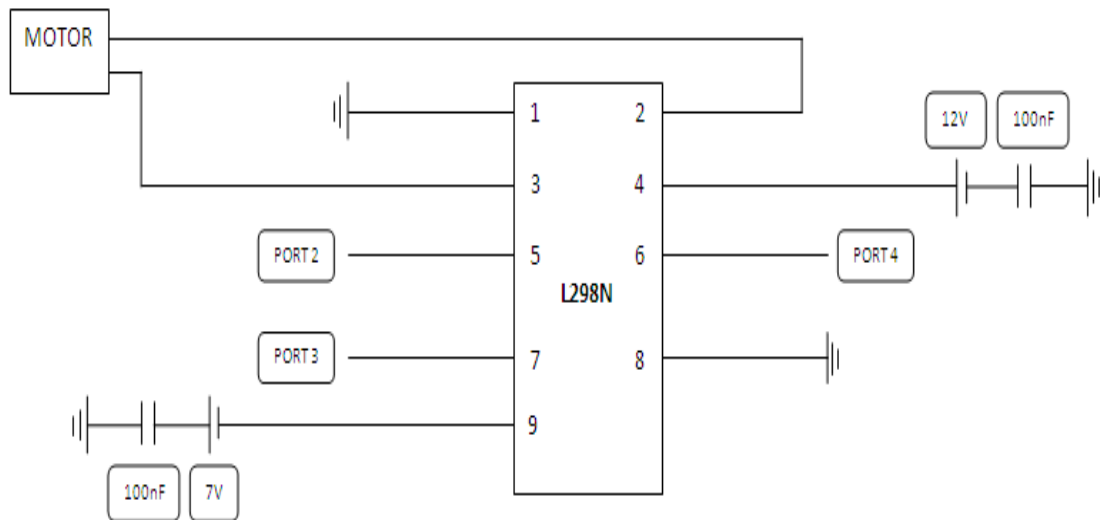 MOTOR
1 2
12V 100nF
3 4
PORT 2 5 6 PORT 4
L298N
PORT 3 7 8
9
100nF 7V